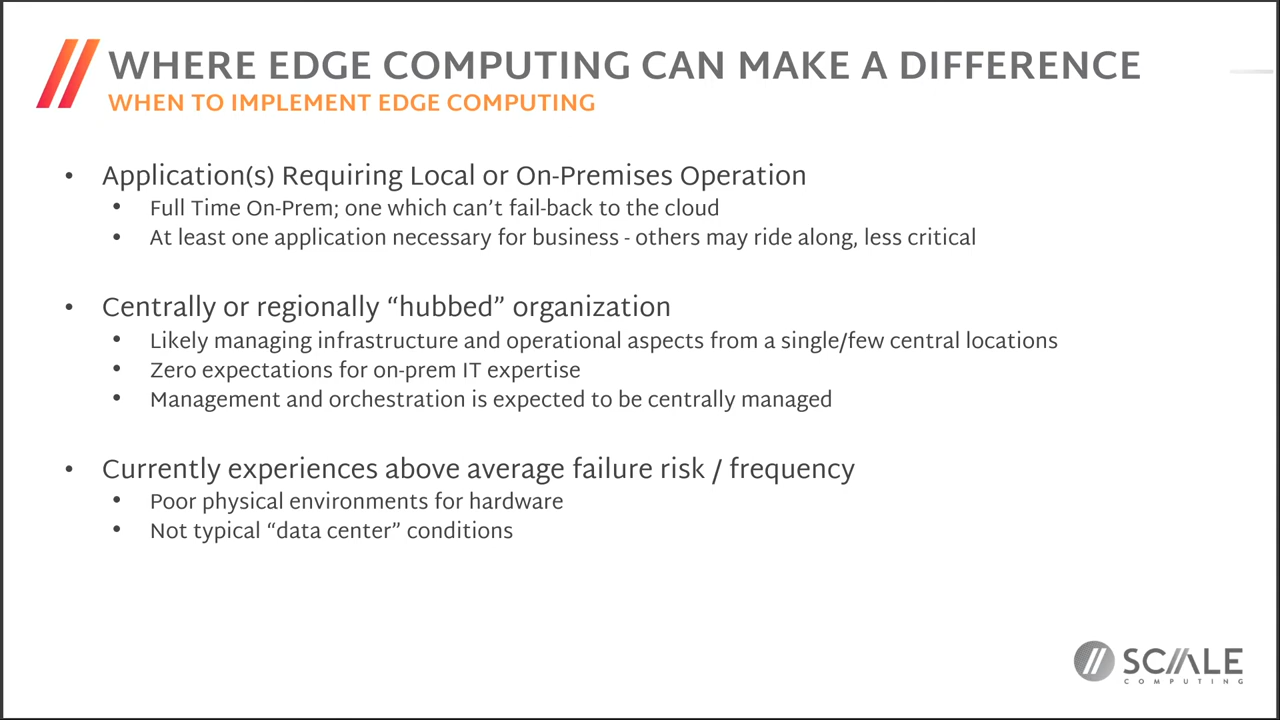 WHERE EDGE COMPUTING CAN MAKE A DIFFERENCE
WHEN TO IMPLEMENT EDGE COMPUTING
• Application(s) Requiring Local or On-Premises Operation
• Full Time On-Prem; one which can’t fail-back to the cloud
• At least one application necessary for business - others may ride along, less critical
• Centrally or regionally “hubbed” organization
• Likely managing infrastructure and operational aspects from a single/few central locations
• Zero expectations for on-prem IT expertise
• Management and orchestration is expected to be centrally managed
• Currently experiences above average failure risk / frequency
• Poor physical environments for hardware
• Not typical “data center” conditions
SCALE
COMPUTING